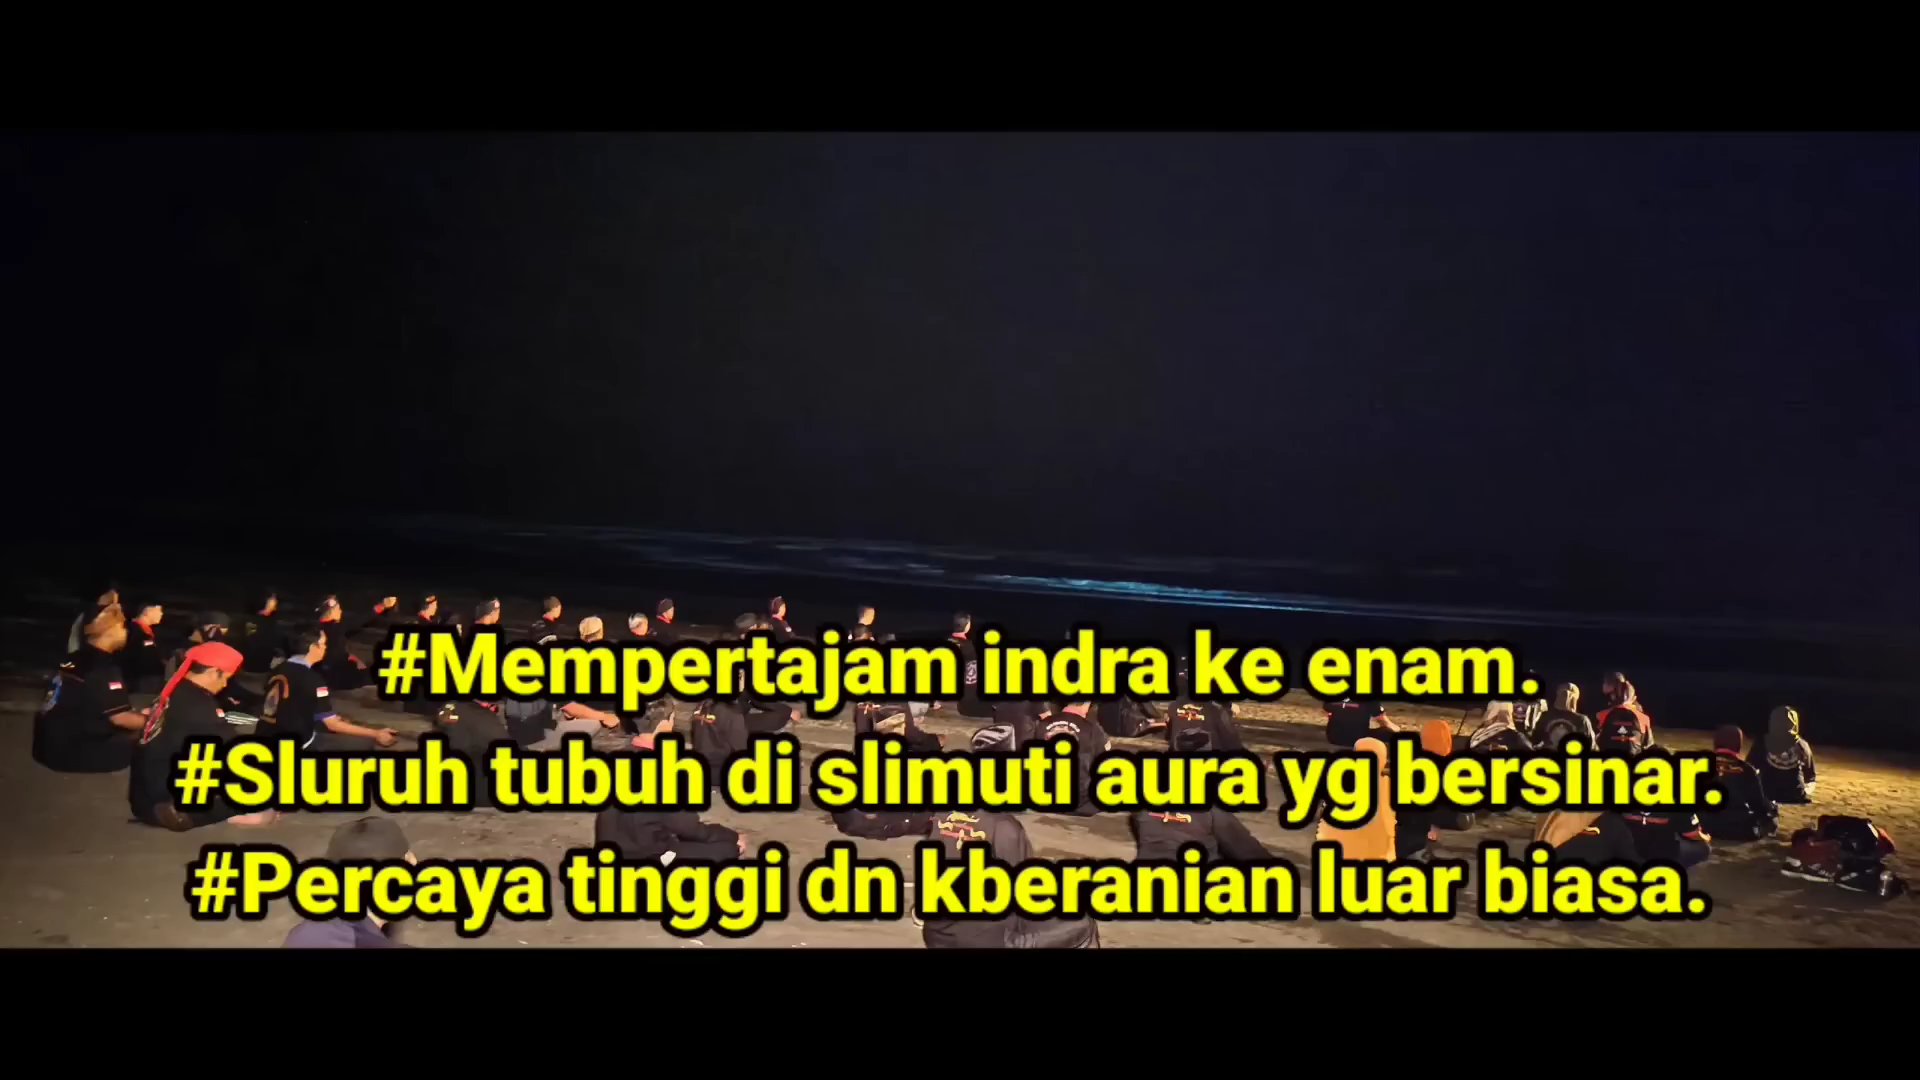 #Mempertajam indra ke enam.
#Sluruh tubuh di slimuti aura yg bersinar.
#Percaya tinggi dn kberanian luar biasa.